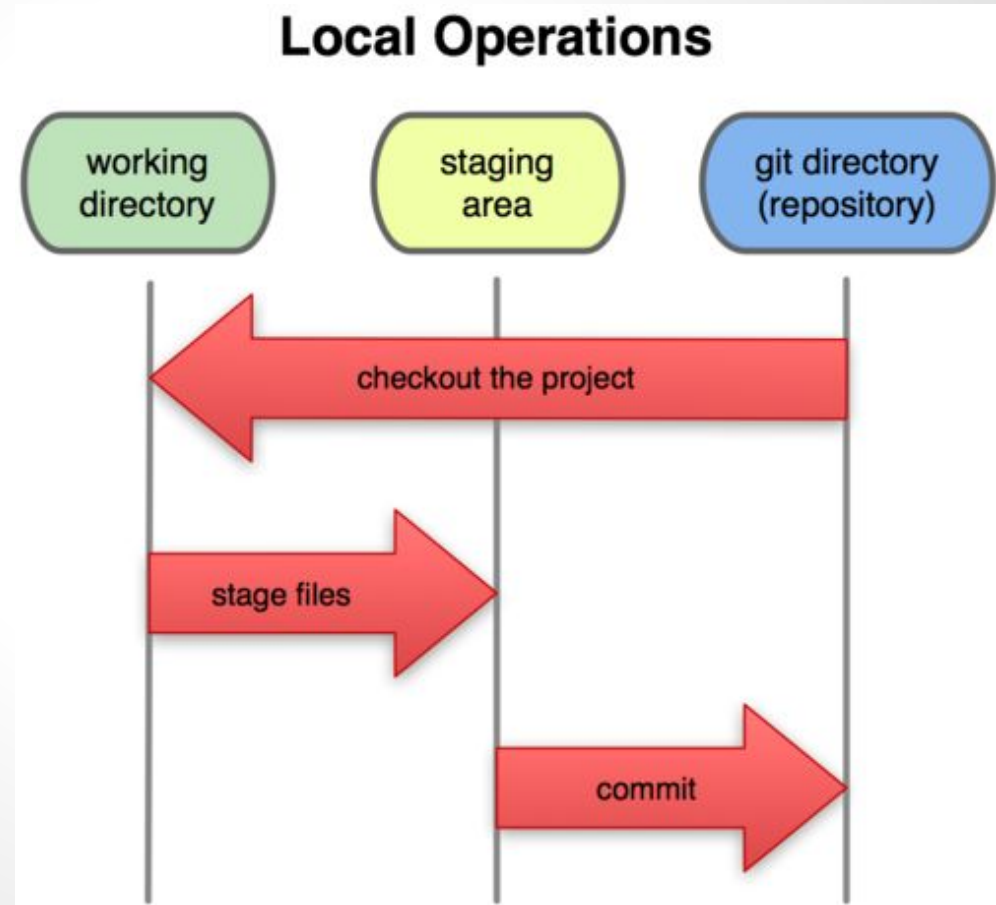 Local Operations
working
directory
staging
area
git directory
(repository)
checkout the project
stage files
commit